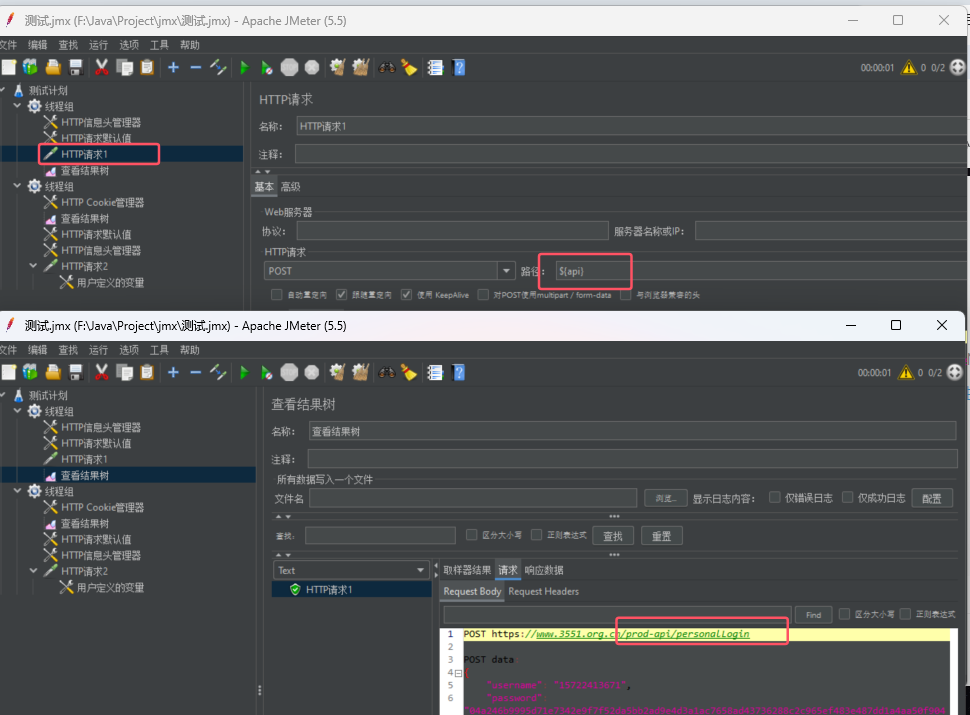 测试.jmx (F:\Java\Project\jmx\测试.jmx) - Apache JMeter (5.5)
文件 编辑 查找 运行 选项 工具 帮助
00:00:01 0 0/2
测试计划
线程组
HTTP信息头管理器
HTTP请求默认值
HTTP请求1
查看结果树
线程组
HTTP Cookie管理器
查看结果树
HTTP请求默认值
HTTP信息头管理器
HTTP请求2
用户定义的变量
HTTP请求
名称: HTTP请求1
注释:
基本 高级
Web服务器
协议: 服务器名称或IP:
HTTP请求
POST 路径: ${api}
自动重定向 跟随重定向 使用 KeepAlive 对POST使用multipart / form-data 与浏览器兼容的头
测试.jmx (F:\Java\Project\jmx\测试.jmx) - Apache JMeter (5.5)
文件 编辑 查找 运行 选项 工具 帮助
00:00:01 0 0/2
测试计划
线程组
HTTP信息头管理器
HTTP请求默认值
HTTP请求1
查看结果树
线程组
HTTP Cookie管理器
查看结果树
HTTP请求默认值
HTTP信息头管理器
HTTP请求2
用户定义的变量
查看结果树
名称: 查看结果树
注释:
所有数据写入一个文件
文件名 浏览... 显示日志内容: 仅错误日志 仅成功日志 配置
查找: 区分大小写 正则表达式 查找 重置
Text
HTTP请求1
取样器结果 请求 响应数据
Request Body Request Headers
Find 区分大小写 正则表达式
1 POST https://www.3551.org.cn/prod-api/personalLogin
2
3 POST data
4 {
5 "username":
6 "password":